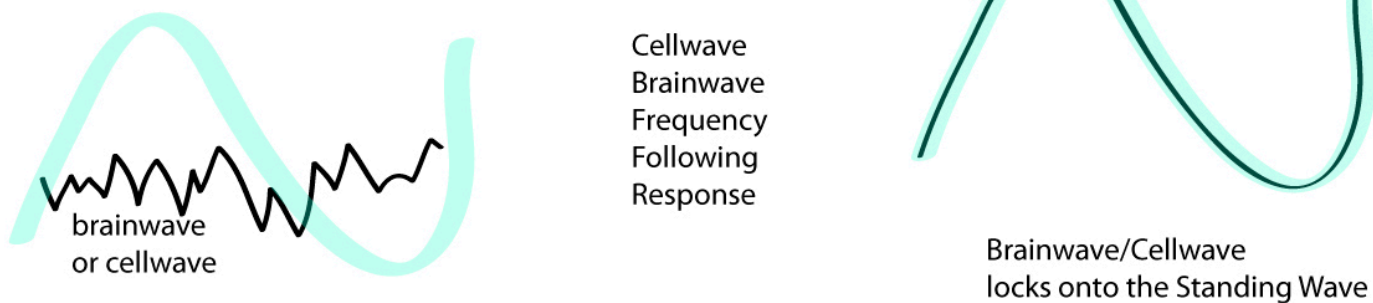 brainwave
or cellwave
Cellwave
Brainwave
Frequency
Following
Response
Brainwave/Cellwave
locks onto the Standing Wave